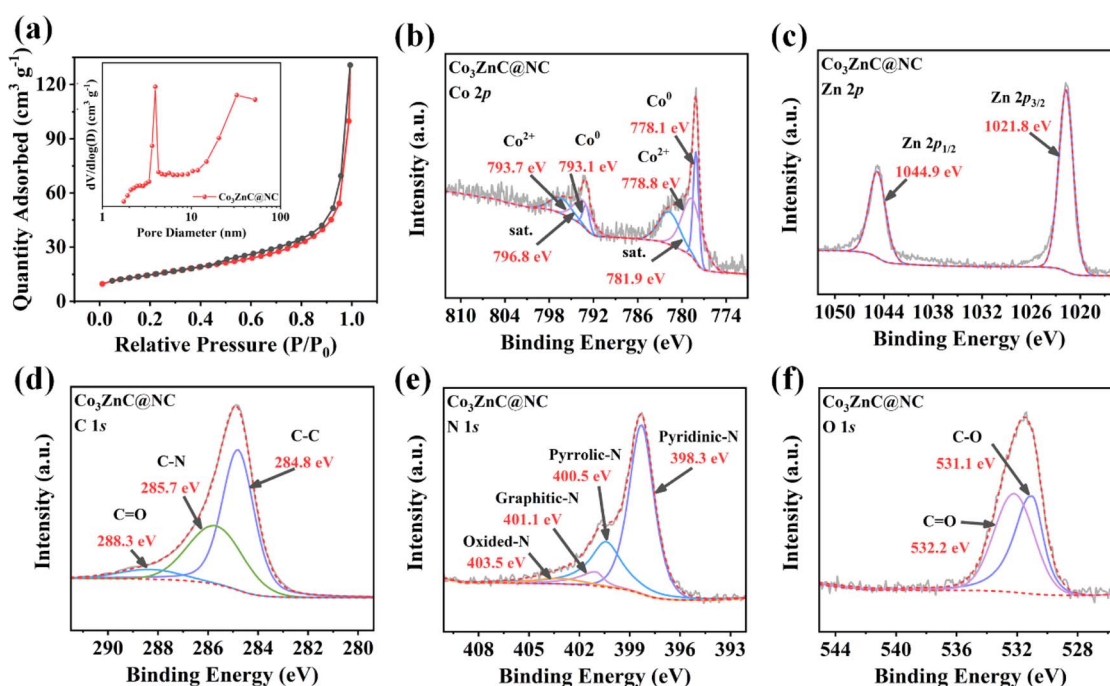 (a)
Quantity Adsorbed (cm³ g⁻¹)
120
90
60
30
0
0.0 0.2 0.4 0.6 0.8 1.0
Relative Pressure (P/P₀)
dV/dlog(D) (cm³ g⁻¹)
Co₃ZnC@NC
1 10 100
Pore Diameter (nm)
(b)
Co₃ZnC@NC
Co 2p
Intensity (a.u.)
Co⁰
778.1 eV
Co²⁺
793.7 eV
Co⁰
793.1 eV
Co²⁺
778.8 eV
sat.
796.8 eV
sat.
781.9 eV
810 804 798 792 786 780 774
Binding Energy (eV)
(c)
Co₃ZnC@NC
Zn 2p
Intensity (a.u.)
Zn 2p₃/₂
1021.8 eV
Zn 2p₁/₂
1044.9 eV
1050 1044 1038 1032 1026 1020
Binding Energy (eV)
(d)
Co₃ZnC@NC
C 1s
Intensity (a.u.)
C-C
284.8 eV
C-N
285.7 eV
C=O
288.3 eV
290 288 286 284 282 280
Binding Energy (eV)
(e)
Co₃ZnC@NC
N 1s
Intensity (a.u.)
Pyrrolic-N
400.5 eV
Pyridinic-N
398.3 eV
Graphitic-N
401.1 eV
Oxided-N
403.5 eV
408 404 401 399 396 393
Binding Energy (eV)
(f)
Co₃ZnC@NC
O 1s
Intensity (a.u.)
C-O
531.1 eV
C=O
532.2 eV
544 540 536 532 528
Binding Energy (eV)